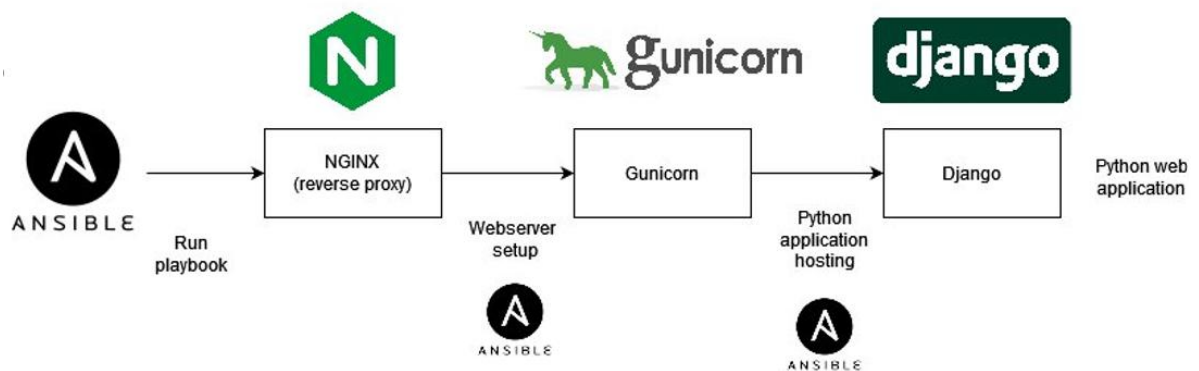 N
gunicorn
django
ANSIBLE
Run
playbook
NGINX
(reverse proxy)
Webserver
setup
ANSIBLE
Gunicorn
Python
application
hosting
ANSIBLE
Django
Python web
application